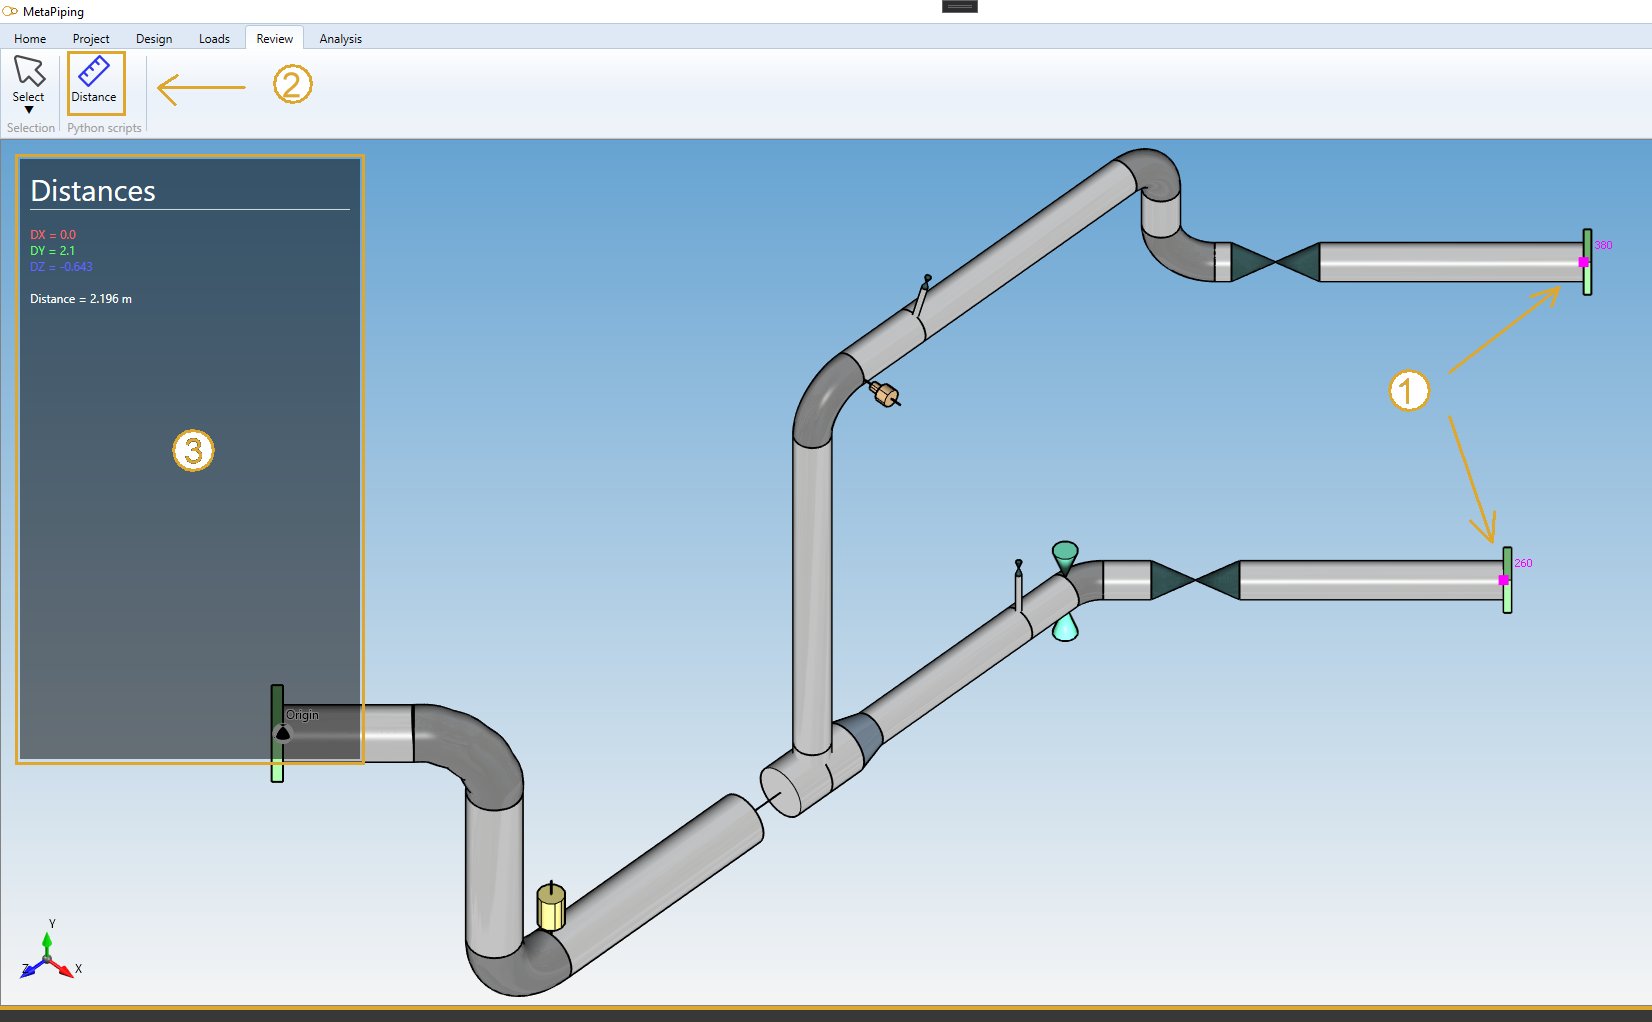 MetaPiping
Home Project Design Loads Review Analysis
Select
Distance
Selection
Python scripts
2
Distances
DX = 0.0
DY = 2.1
DZ = -0.643
Distance = 2.196 m
3
380
1
260
Origin
Y
Z
X